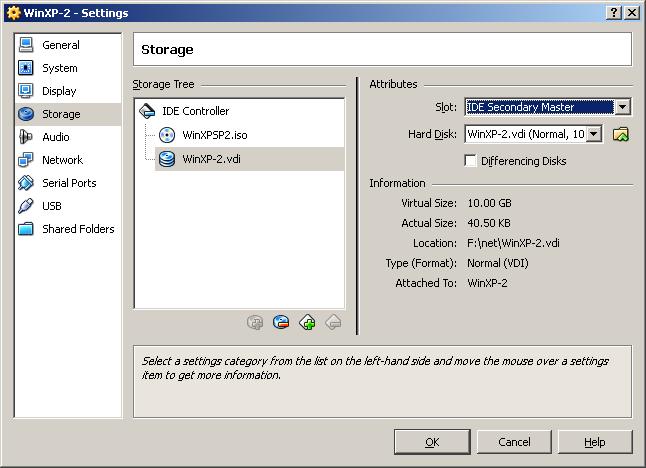 WinXP-2 - Settings
General
System
Display
Storage
Audio
Network
Serial Ports
USB
Shared Folders
Storage
Storage Tree
IDE Controller
WinXPSP2.iso
WinXP-2.vdi
Attributes
Slot: IDE Secondary Master
Hard Disk: WinXP-2.vdi (Normal, 10
Differencing Disks
Information
Virtual Size: 10.00 GB
Actual Size: 40.50 KB
Location: F:\net\WinXP-2.vdi
Type (Format): Normal (VDI)
Attached To: WinXP-2
Select a settings category from the list on the left-hand side and move the mouse over a settings
item to get more information.
OK Cancel Help